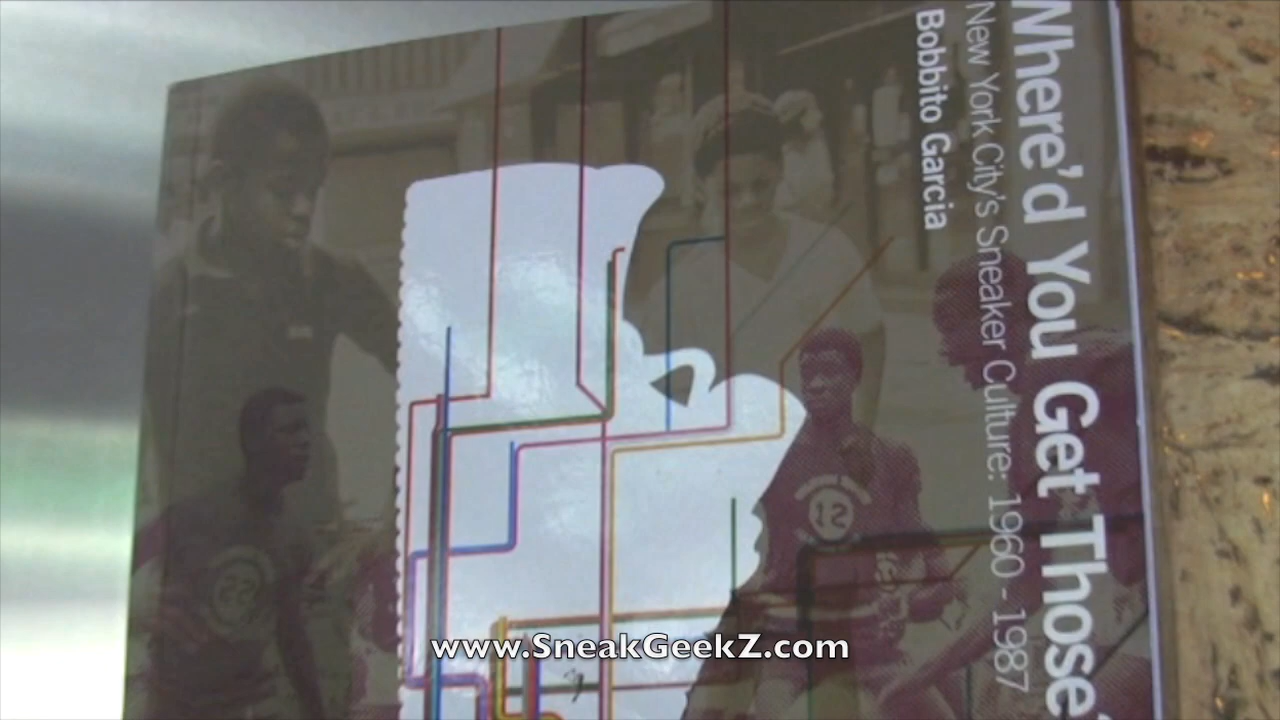 Where'd You Get Those?
New York City's Sneaker Culture: 1960 - 1987
Bobbito Garcia
12
22
www.SneakGeekZ.com